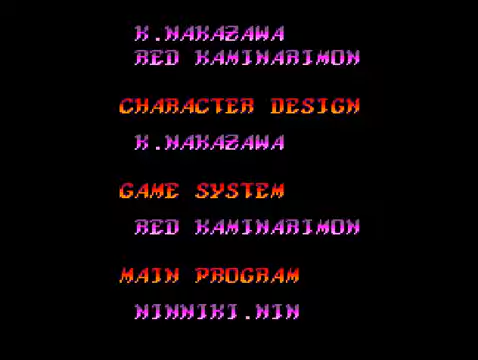 K.NAKAZAWA
RED KAMINARIMON
CHARACTER DESIGN
K.NAKAZAWA
GAME SYSTEM
RED KAMINARIMON
MAIN PROGRAM
NINNIKI.NIN